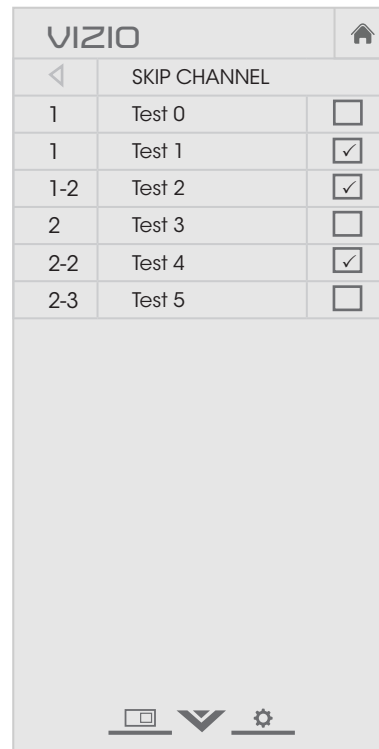 VIZIO
SKIP CHANNEL
1 Test 0
1 Test 1
1-2 Test 2
2 Test 3
2-2 Test 4
2-3 Test 5